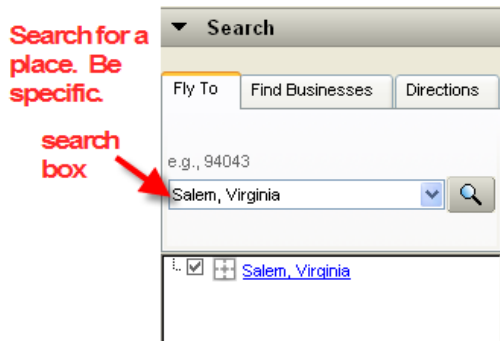 Search for a
place. Be
specific.
search
box
Search
Fly To
Find Businesses
Directions
e.g., 94043
Salem, Virginia
Salem, Virginia